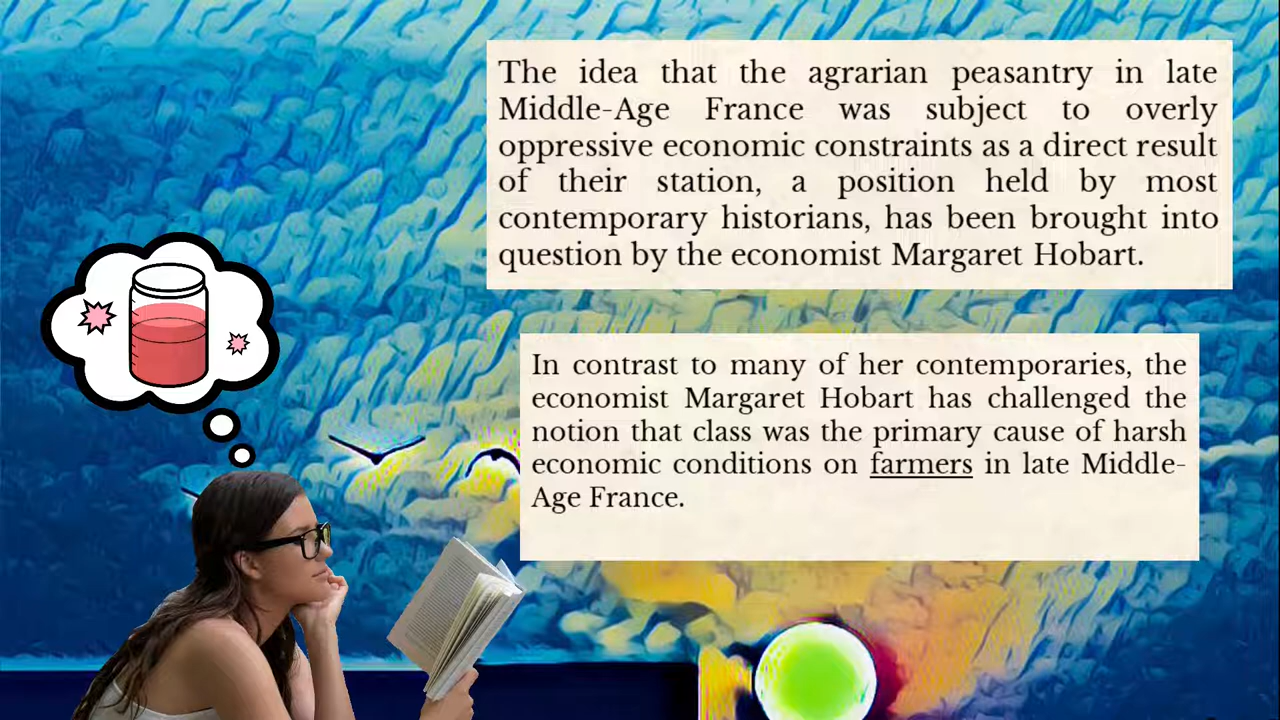 The idea that the agrarian peasantry in late
Middle-Age France was subject to overly
oppressive economic constraints as a direct result
of their station, a position held by most
contemporary historians, has been brought into
question by the economist Margaret Hobart.
In contrast to many of her contemporaries, the
economist Margaret Hobart has challenged the
notion that class was the primary cause of harsh
economic conditions on farmers in late Middle-
Age France.